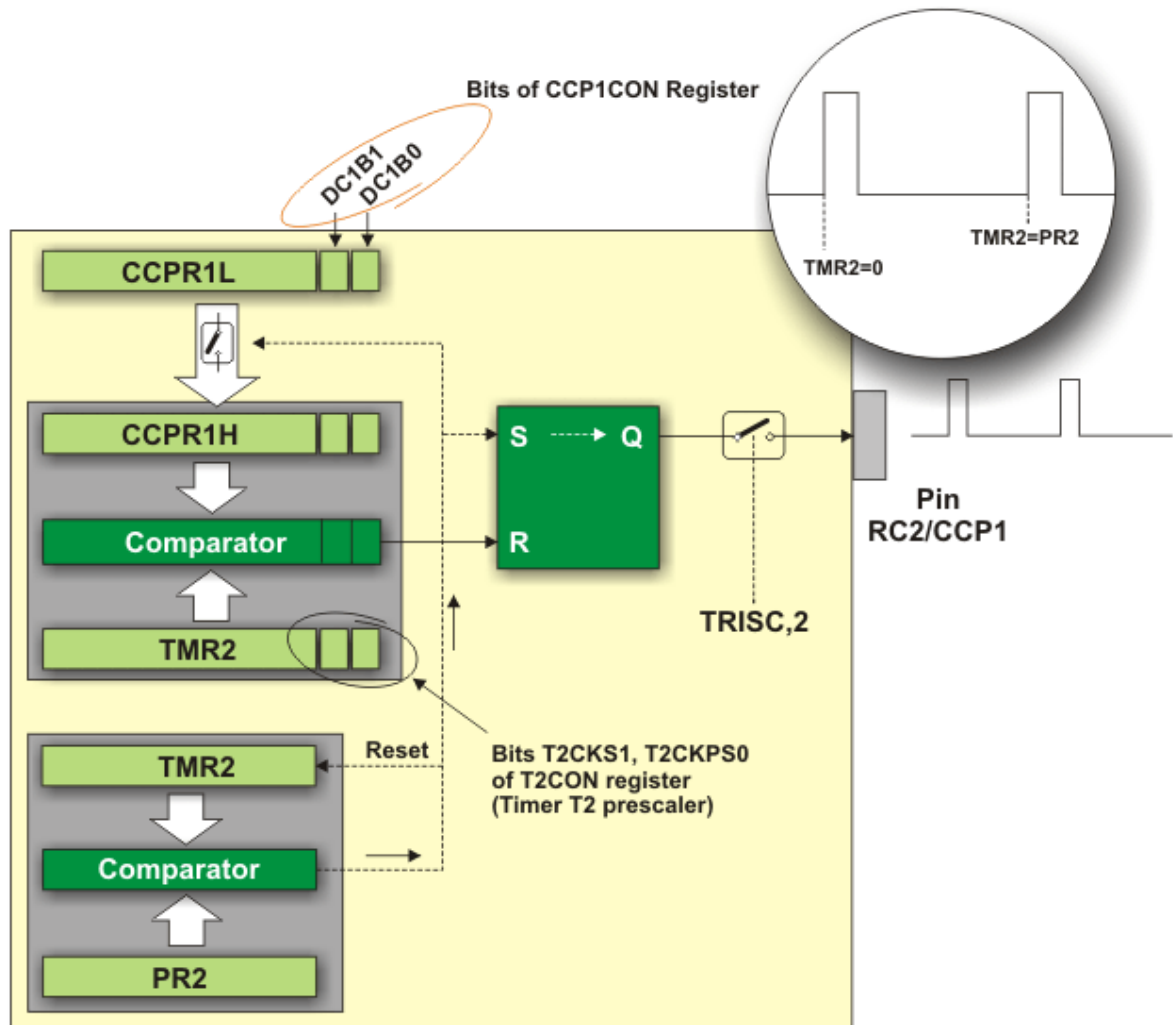 Bits of CCP1CON Register
DC1B1
DC1B0
TMR2=0
TMR2=PR2
CCPR1L
CCPR1H
Comparator
TMR2
S
Q
R
TRISC,2
Pin
RC2/CCP1
Reset
Bits T2CKS1, T2CKPS0
of T2CON register
(Timer T2 prescaler)
TMR2
Comparator
PR2